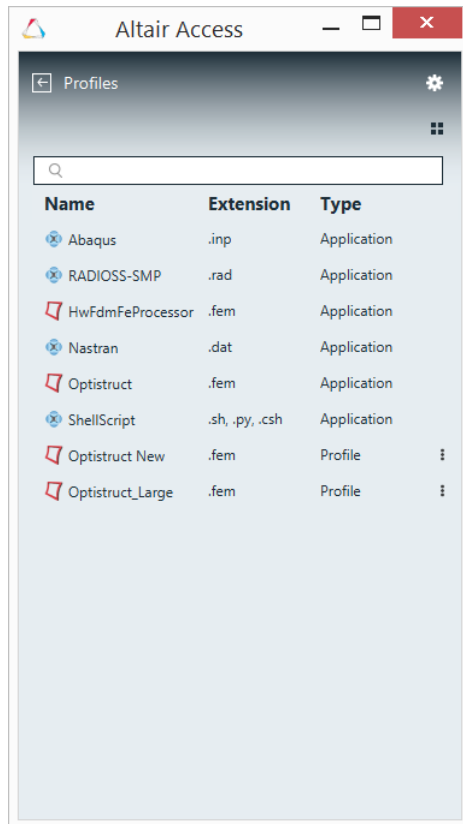 Altair Access
Profiles
Name Extension Type
Abaqus .inp Application
RADIOSS-SMP .rad Application
HwFdmFeProcessor .fem Application
Nastran .dat Application
Optistruct .fem Application
ShellScript .sh, .py, .csh Application
Optistruct New .fem Profile
Optistruct_Large .fem Profile